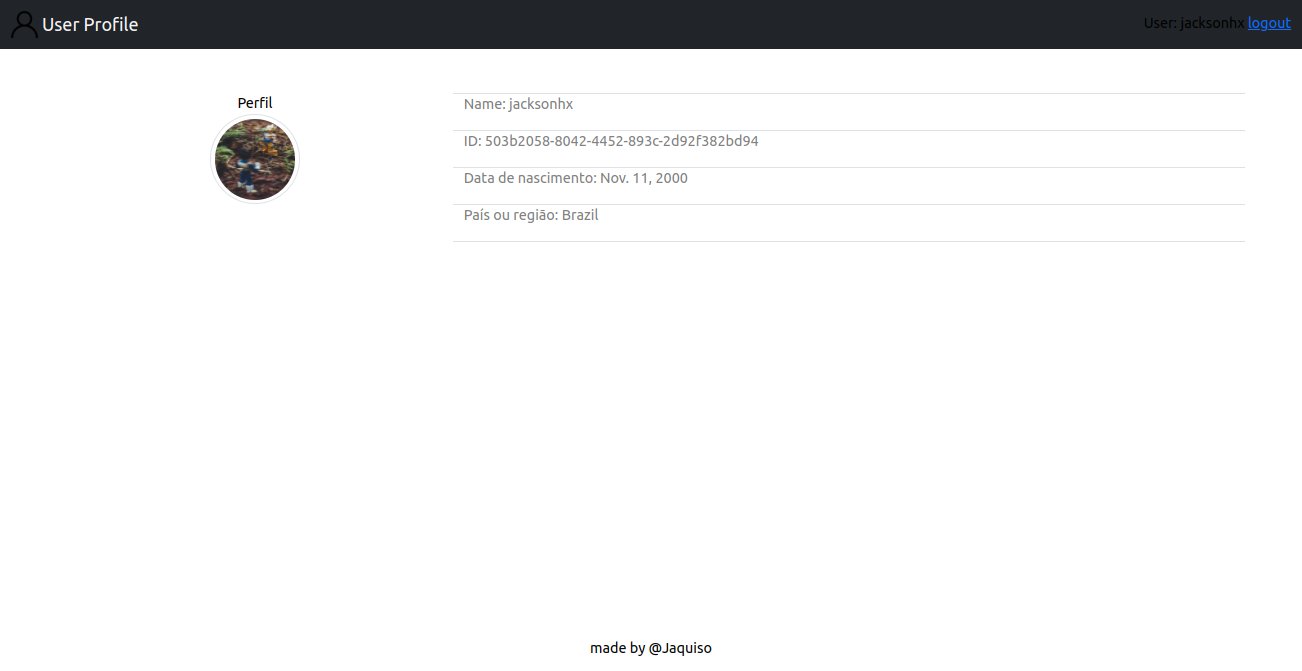 User Profile
User: jacksonhx logout
Perfil
Name: jacksonhx
ID: 503b2058-8042-4452-893c-2d92f382bd94
Data de nascimento: Nov. 11, 2000
País ou região: Brazil
made by @Jaquiso